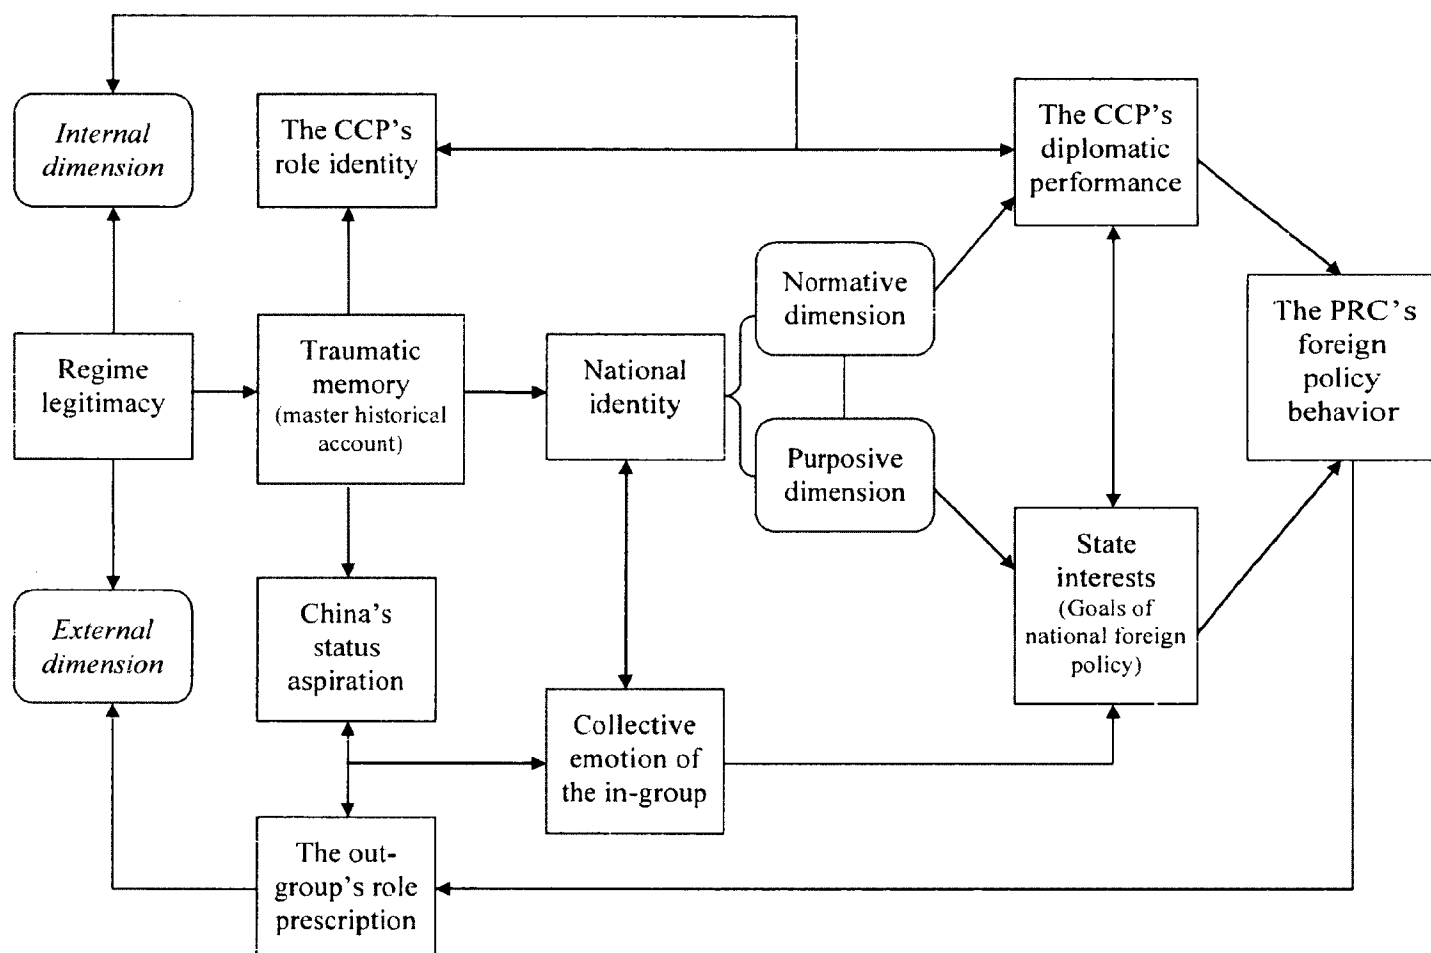 Internal
dimension
The CCP’s
role identity
The CCP’s
diplomatic
performance
Normative
dimension
The PRC’s
foreign
policy
behavior
Regime
legitimacy
Traumatic
memory
(master historical
account)
National
identity
Purposive
dimension
State
interests
(Goals of
national foreign
policy)
External
dimension
China’s
status
aspiration
Collective
emotion of
the in-group
The out-
group’s role
prescription